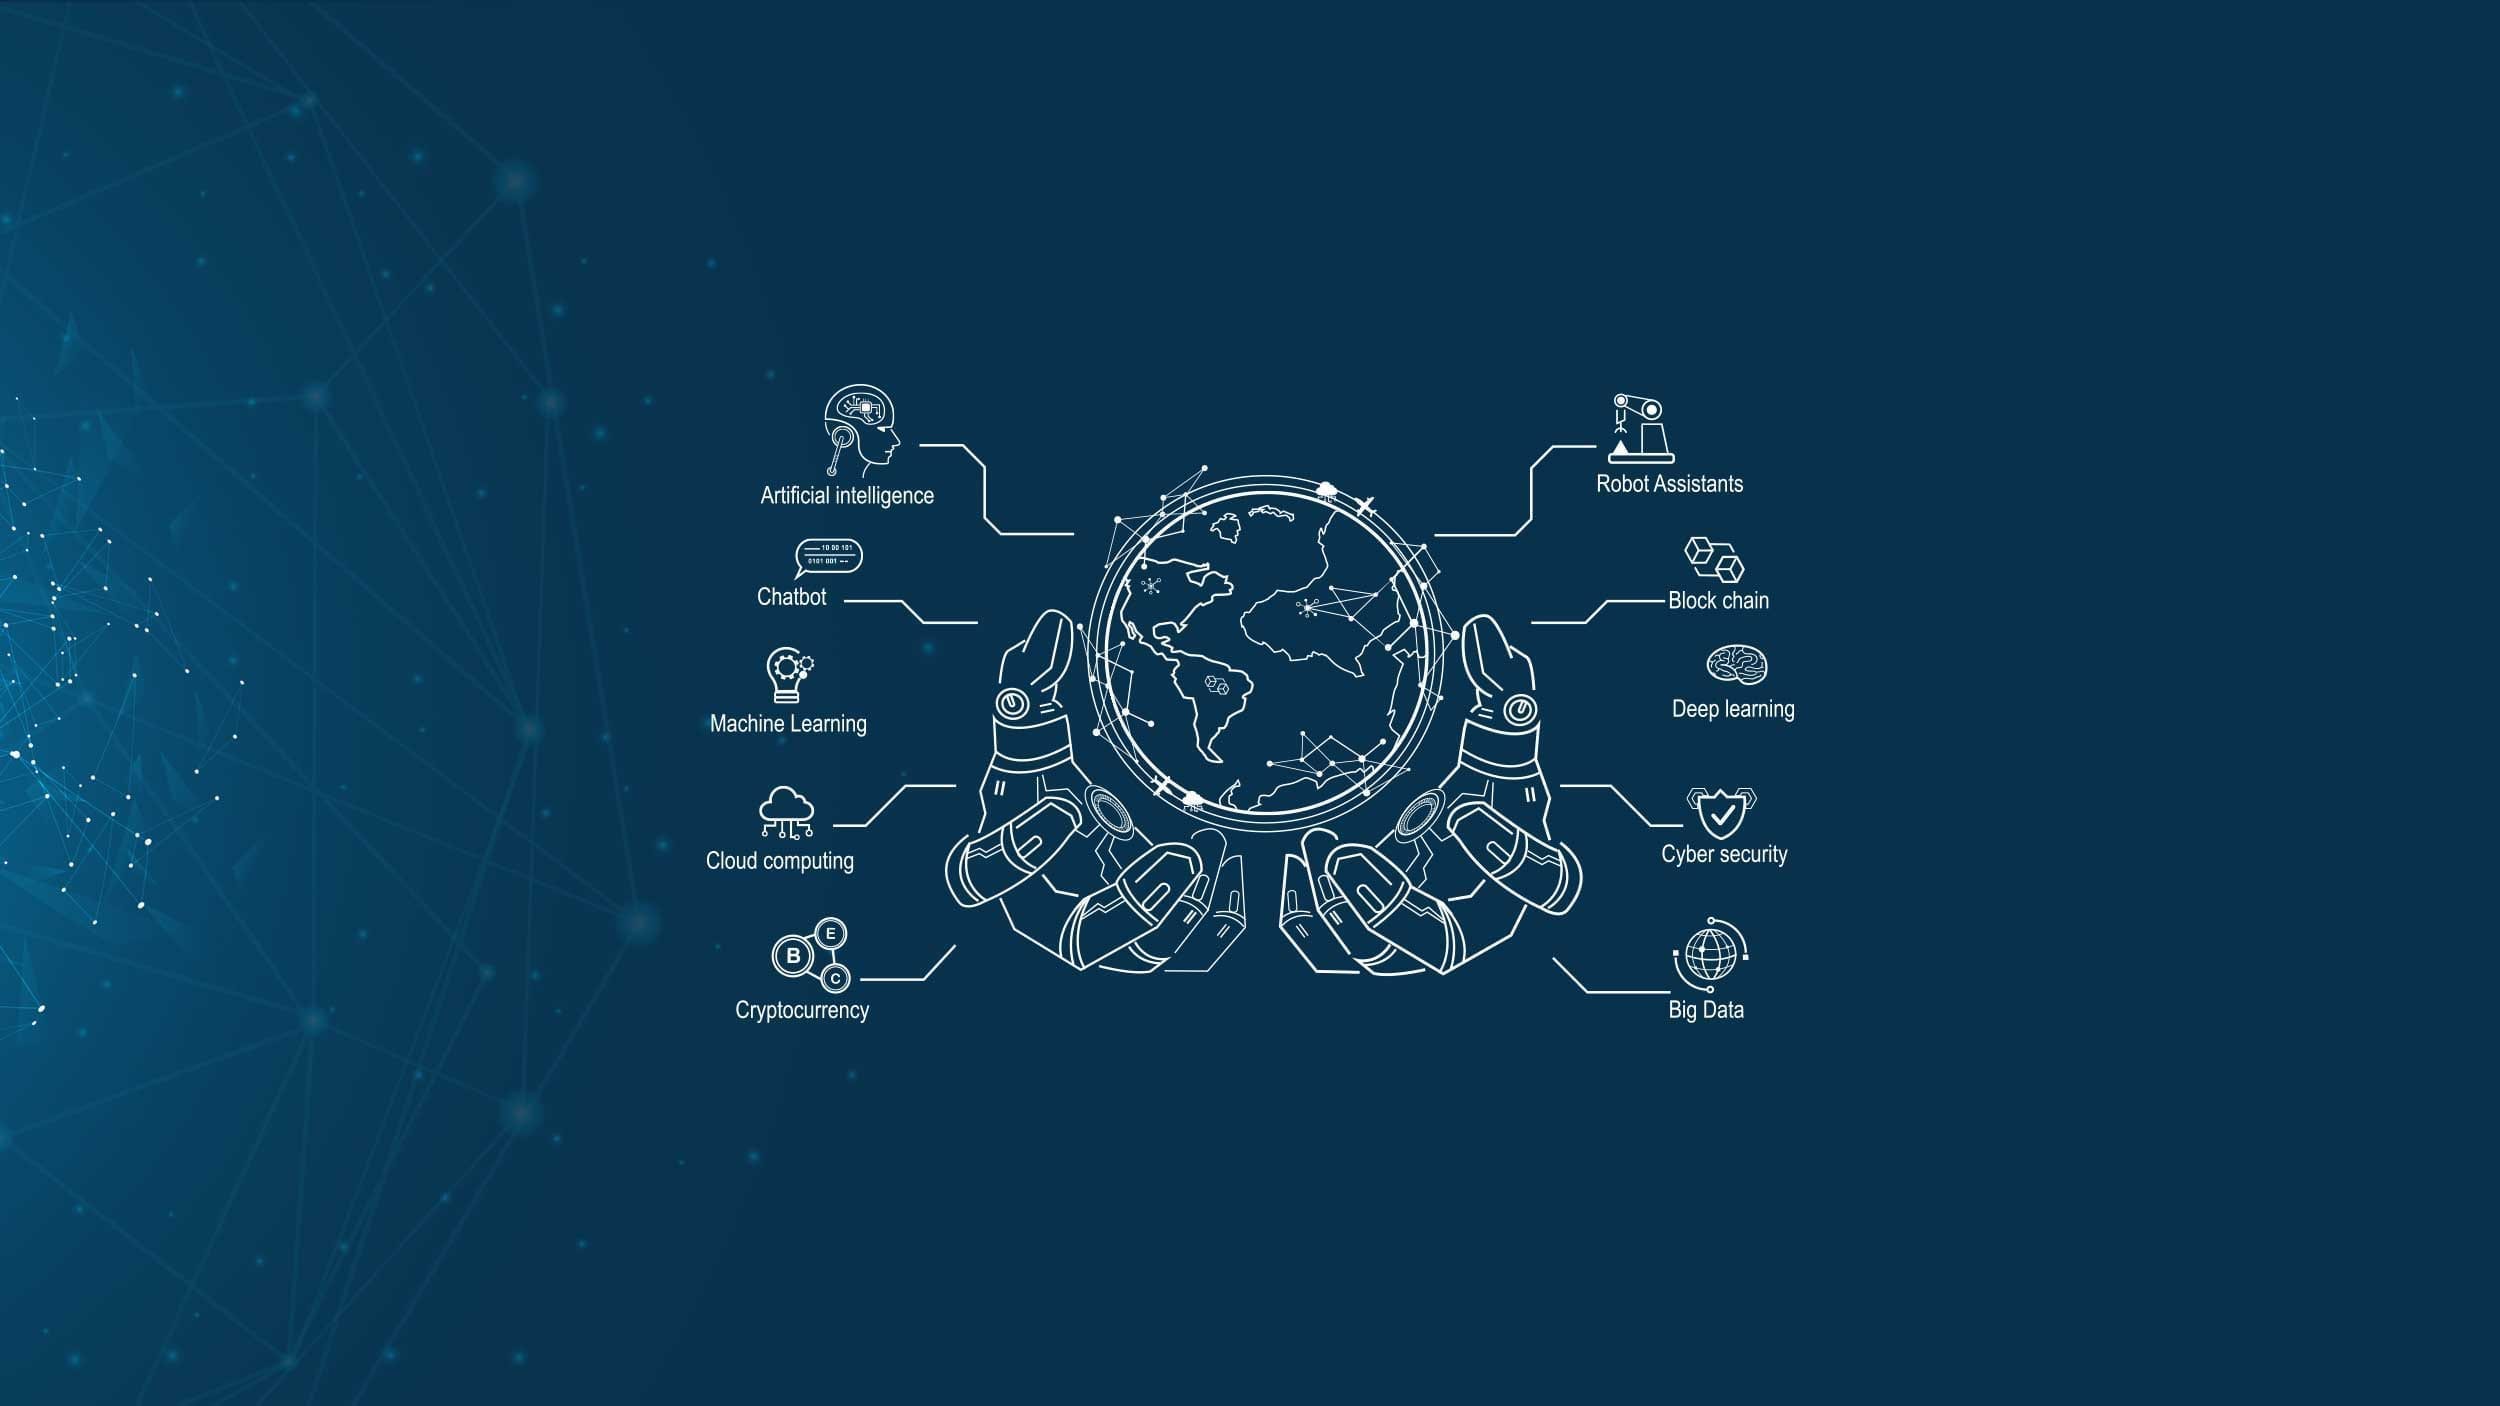 Artificial intelligence
10 00 101
0101 001 --
Chatbot
Machine Learning
Cloud computing
B
E
C
Cryptocurrency
Robot Assistants
Block chain
Deep learning
Cyber security
Big Data